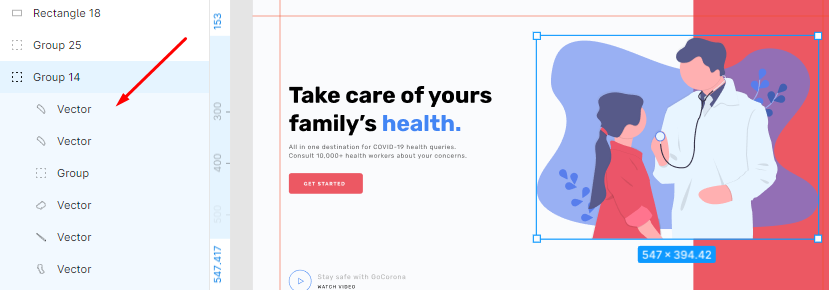 Rectangle 18
Group 25
Group 14
Vector
Vector
Group
Vector
Vector
Vector
153
300
400
500
547.417
Take care of yours
family’s health.
All in one destination for COVID-19 health queries.
Consult 10,000+ health workers about your concerns.
GET STARTED
547 × 394.42
Stay safe with GoCorona
WATCH VIDEO